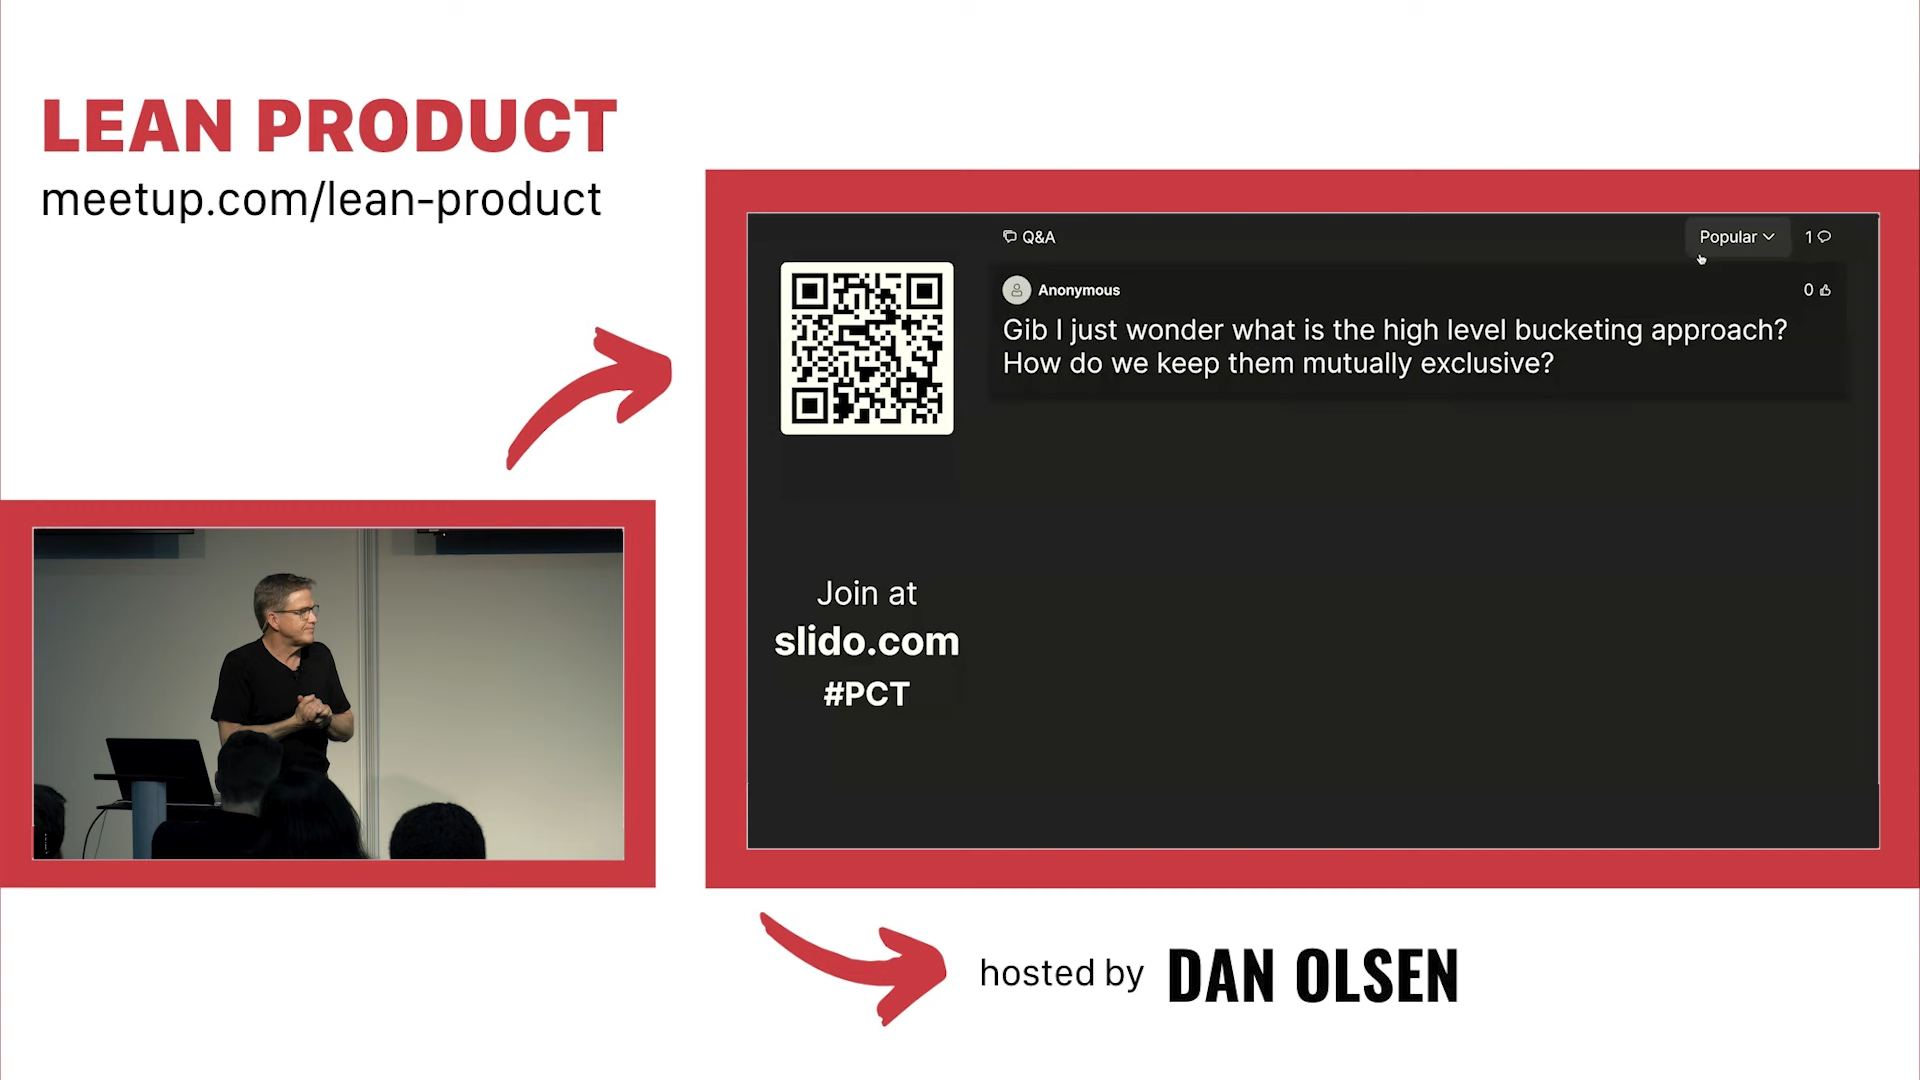 LEAN PRODUCT
meetup.com/lean-product
Q&A
Popular
1
Anonymous
0
Gib I just wonder what is the high level bucketing approach?
How do we keep them mutually exclusive?
Join at
slido.com
#PCT
hosted by DAN OLSEN